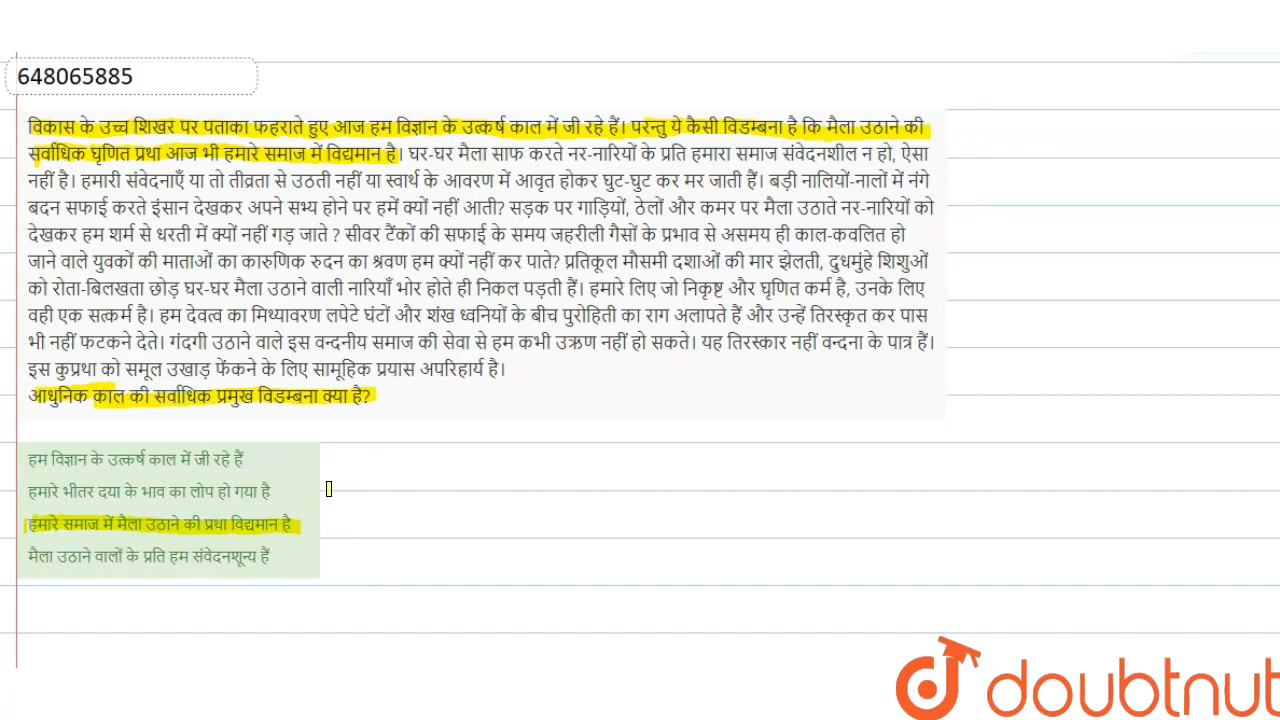 648065885
विकास के उच्च शिखर पर पताका फहराते हुए आज हम विज्ञान के उत्कर्ष काल में जी रहे हैं। परन्तु ये कैसी विडम्बना है कि मैला उठाने की
सर्वाधिक घृणित प्रथा आज भी हमारे समाज में विद्यमान है। घर-घर मैला साफ करते नर-नारियों के प्रति हमारा समाज संवेदनशील न हो, ऐसा
नहीं है। हमारी संवेदनाएँ या तो तीव्रता से उठती नहीं या स्वार्थ के आवरण में आवृत होकर घुट-घुट कर मर जाती हैं। बड़ी नालियों-नालों में नंगे
बदन सफाई करते इंसान देखकर अपने सभ्य होने पर हमें क्यों नहीं आती? सड़क पर गाड़ियों, ठेलों और कमर पर मैला उठाते नर-नारियों को
देखकर हम शर्म से धरती में क्यों नहीं गड़ जाते ? सीवर टैंकों की सफाई के समय जहरीली गैसों के प्रभाव से असमय ही काल-कवलित हो
जाने वाले युवकों की माताओं का कारुणिक रुदन का श्रवण हम क्यों नहीं कर पाते? प्रतिकूल मौसमी दशाओं की मार झेलती, दुधमुंहे शिशुओं
को रोता-बिलखता छोड़ घर-घर मैला उठाने वाली नारियाँ भोर होते ही निकल पड़ती हैं। हमारे लिए जो निकृष्ट और घृणित कर्म है, उनके लिए
वही एक सत्कर्म है। हम देवत्व का मिथ्यावरण लपेटे घंटों और शंख ध्वनियों के बीच पुरोहिती का राग अलापते हैं और उन्हें तिरस्कृत कर पास
भी नहीं फटकने देते। गंदगी उठाने वाले इस वन्दनीय समाज की सेवा से हम कभी उऋण नहीं हो सकते। यह तिरस्कार नहीं वन्दना के पात्र हैं।
इस कुप्रथा को समूल उखाड़ फेंकने के लिए सामूहिक प्रयास अपरिहार्य है।
आधुनिक काल की सर्वाधिक प्रमुख विडम्बना क्या है?
हम विज्ञान के उत्कर्ष काल में जी रहे हैं
हमारे भीतर दया के भाव का लोप हो गया है
हमारे समाज में मैला उठाने की प्रथा विद्यमान है
मैला उठाने वालों के प्रति हम संवेदनशून्य हैं
doubtnut